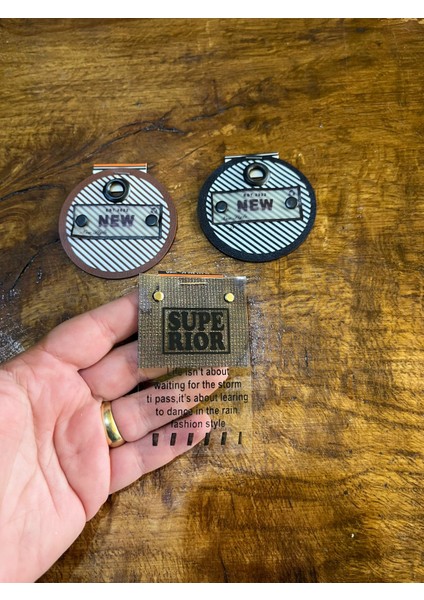 NEW
NEW
SUPE
RIOR
Life isn't about
waiting for the storm
ti pass,it's about learing
to dance in the rain
fashion style